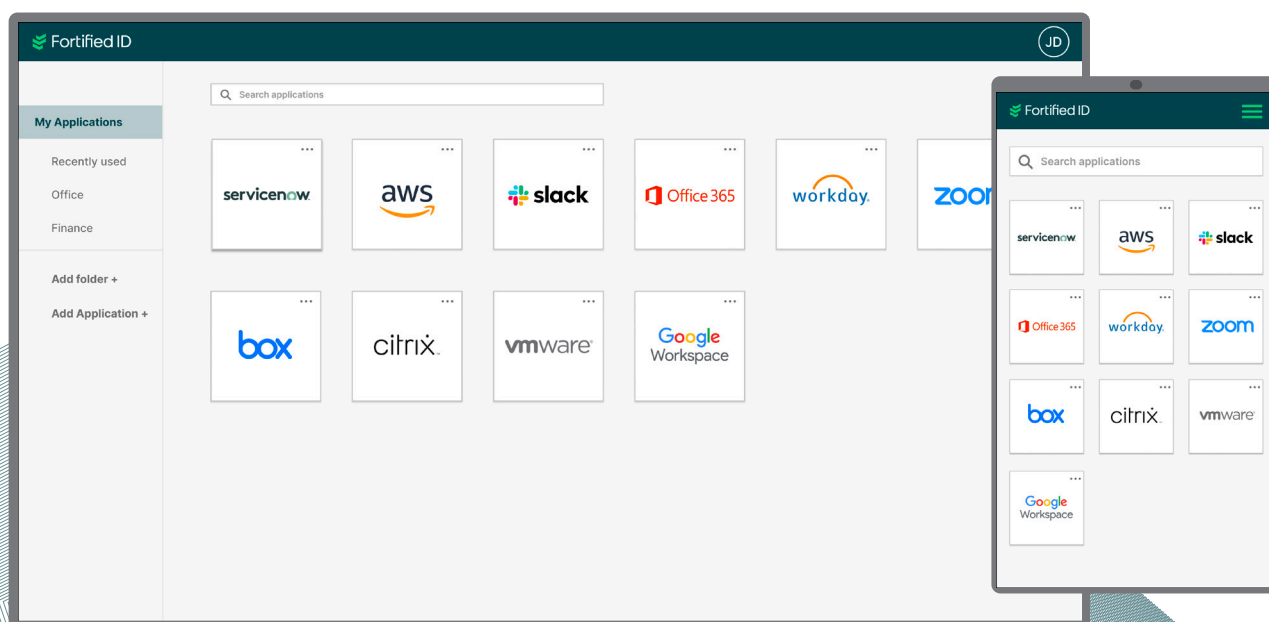 Fortified ID
JD
Search applications
My Applications
Recently used
Office
Finance
Add folder +
Add Application +
servicenow
aws
slack
Office 365
workday.
zoom
box
citrix
vmware
Google
Workspace
Fortified ID
Search applications
servicenow
aws
slack
Office 365
workday.
zoom
box
citrix
vmware
Google
Workspace